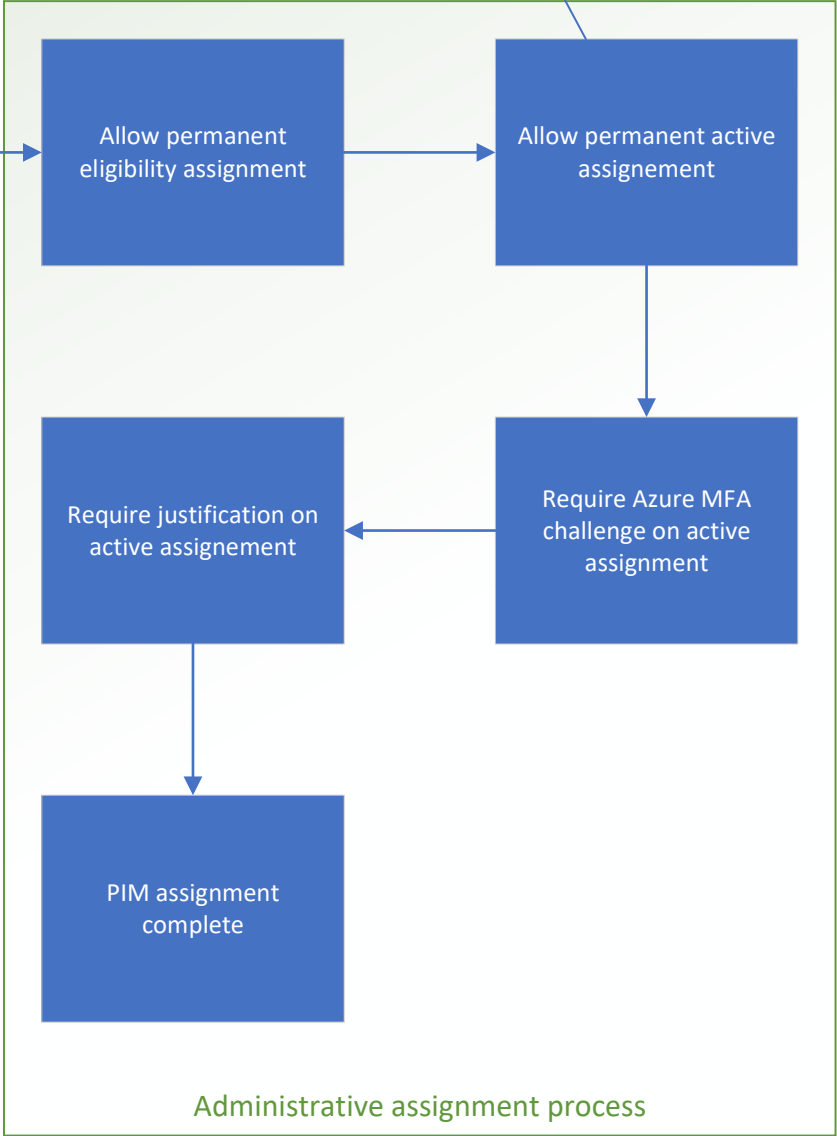 Allow permanent
eligibility assignment
Allow permanent active
assignement
Require Azure MFA
challenge on active
assignment
Require justification on
active assignement
PIM assignment
complete
Administrative assignment process